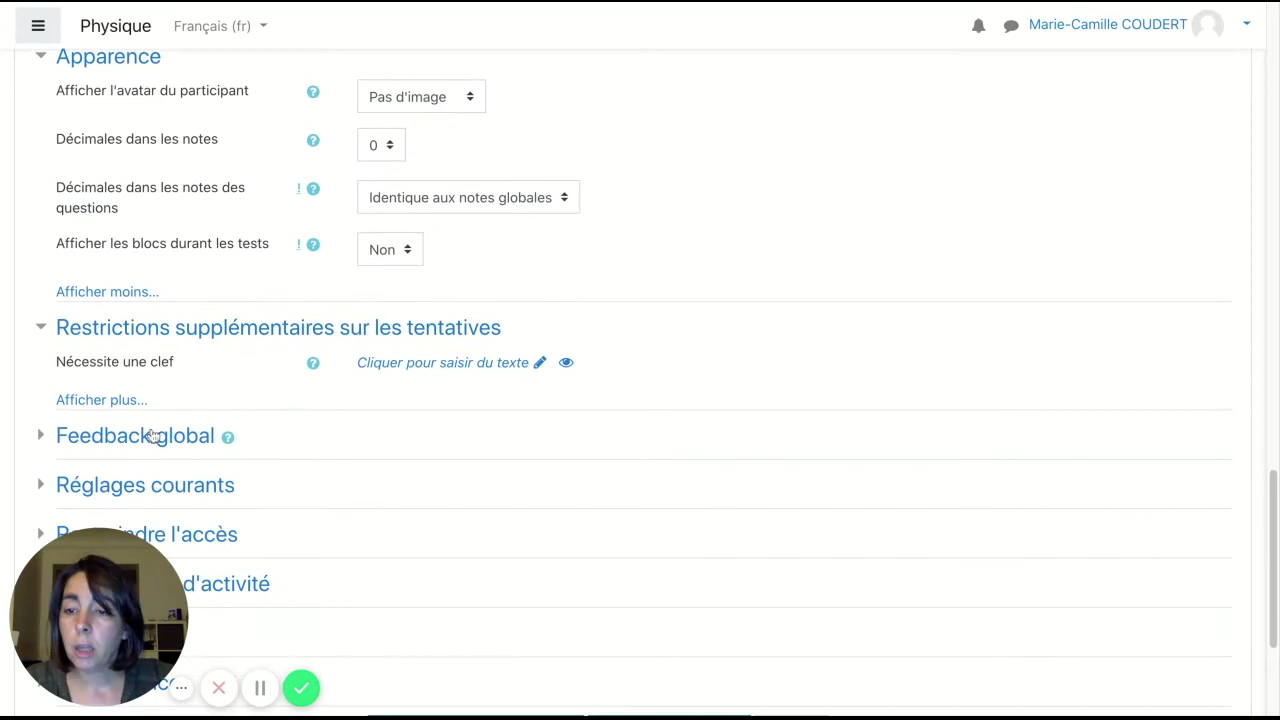 Physique Français (fr) Marie-Camille COUDERT
Apparence
Afficher l'avatar du participant Pas d'image
Décimales dans les notes 0
Décimales dans les notes des questions Identique aux notes globales
Afficher les blocs durant les tests Non
Afficher moins...
Restrictions supplémentaires sur les tentatives
Nécessite une clef Cliquer pour saisir du texte
Afficher plus...
Feedback global
Réglages courants
l'accès
d'activité